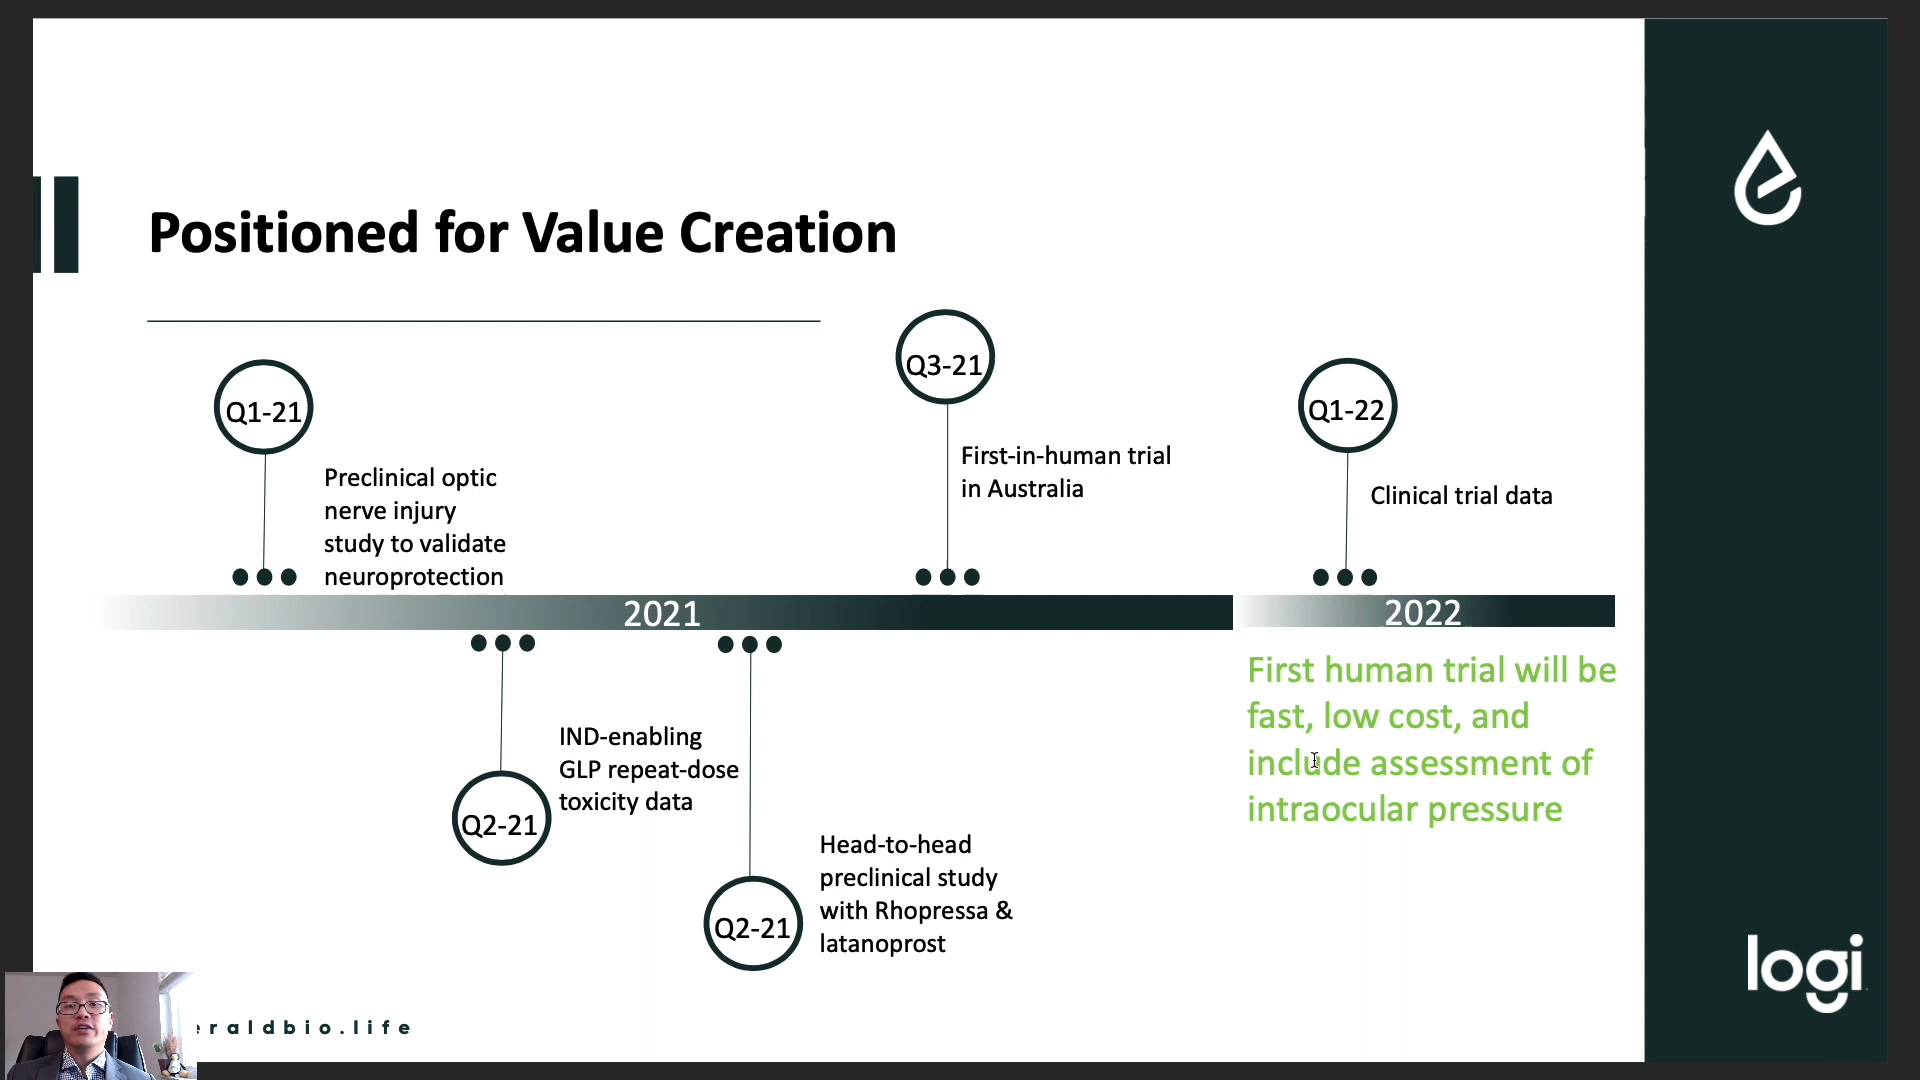 Positioned for Value Creation
Q1-21
Preclinical optic
nerve injury
study to validate
neuroprotection
Q3-21
First-in-human trial
in Australia
Q1-22
Clinical trial data
2021
2022
Q2-21
IND-enabling
GLP repeat-dose
toxicity data
Q2-21
Head-to-head
preclinical study
with Rhopressa &
latanoprost
First human trial will be
fast, low cost, and
include assessment of
intraocular pressure
eraldbio.life
logi